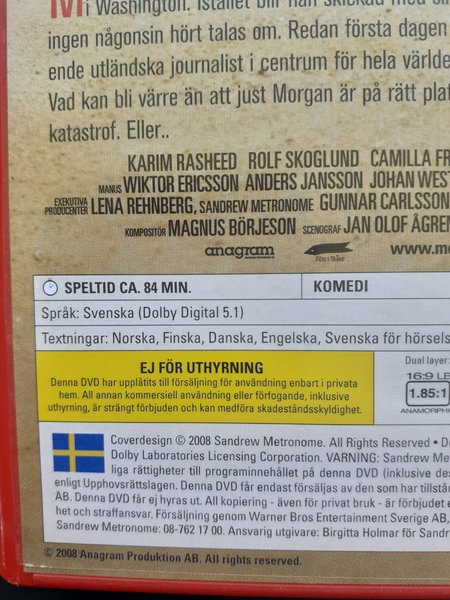 i Washington. Istället blir han skickad med
ingen någonsin hört talas om. Redan första dagen
ende utländska journalist i centrum för hela värld
Vad kan bli värre än att just Morgan är på rätt plat
katastrof. Eller..
KARIM RASHEED ROLF SKOGLUND CAMILLA
MANUS WIKTOR ERICSSON ANDERS JANSSON JOHAN
EXEKUTIVA PRODUCENTER LENA REHNBERG, SANDREW METRONOME GUNNAR CARLSSON
KOMPOSITÖR MAGNUS BÖRJESON SCENOGRAF JAN OLOF ÅGREN
anagram Film i Skåne www.m
SPELTID CA. 84 MIN. KOMEDI
Språk: Svenska (Dolby Digital 5.1)
Textningar: Norska, Finska, Danska, Engelska, Svenska för hörsels
EJ FÖR UTHYRNING
Denna DVD har upplåtits till försäljning för användning enbart i privata
hem. All annan kommersiell användning eller förfogande, inklusive
uthyrning, är strängt förbjuden och kan medföra skadeståndsskyldighet.
Dual layer:
16:9 LE
1.85:1
ANAMORPH
Coverdesign © 2008 Sandrew Metronome. All Rights Reserved • Do
Dolby Laboratories Licensing Corporation. VARNING: Sandrew Me
liga rättigheter till programinnehållet på denna DVD (inklusive des
enligt Upphovsrättslagen. Denna DVD får endast försäljas av den som har tillstån
AB. Denna DVD får ej hyras ut. All kopiering - även för privat bruk - är förbjudet e
het och straffansvar. Försäljning genom Warner Bros Entertainment Sverige AB,
Sandrew Metronome: 08-762 17 00. Ansvarig utgivare: Birgitta Holmar för Sandr
© 2008 Anagram Produktion AB. All rights reserved.